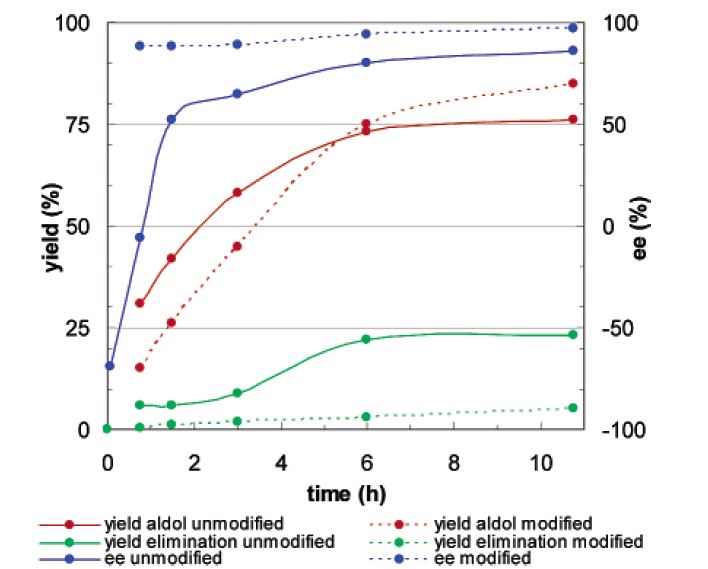 100 100
75 50
yield (%) 50 0 ee (%)
25 -50
0 -100
0 2 4 6 8 10
time (h)
yield aldol unmodified yield aldol modified
yield elimination unmodified yield elimination modified
ee unmodified ee modified